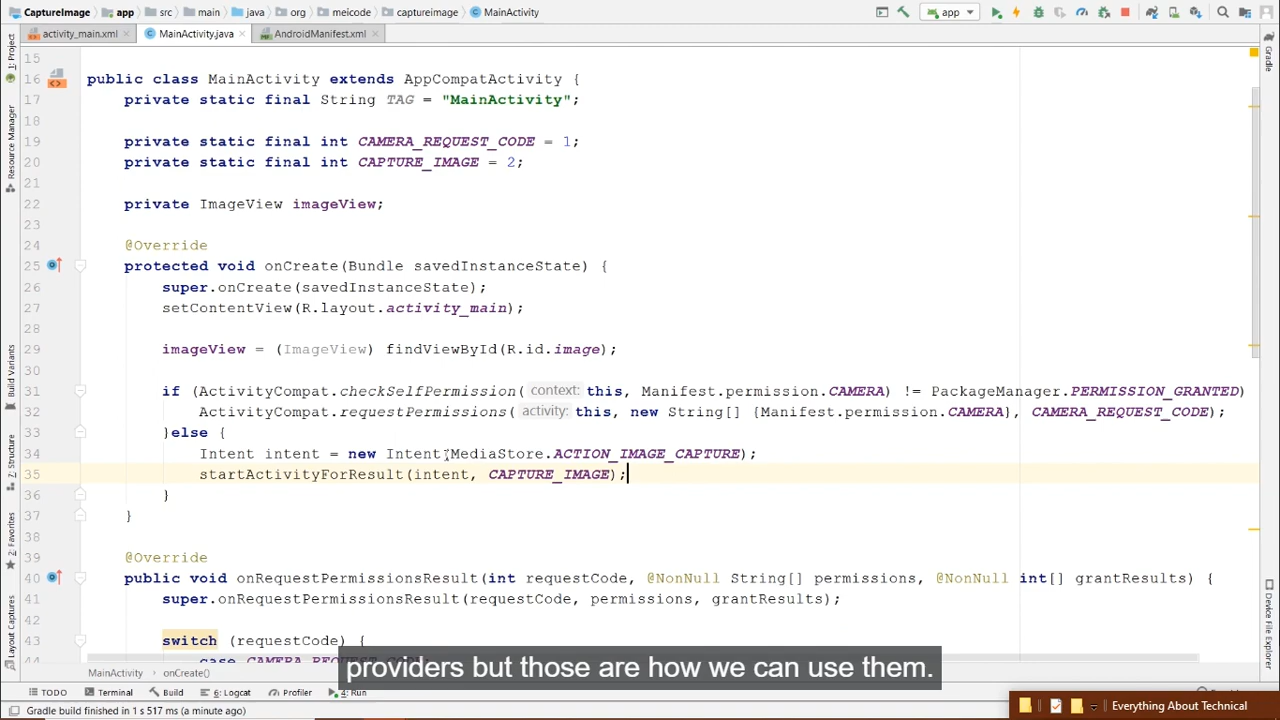 CaptureImage app src main java org meicode captureimage MainActivity app
activity_main.xml MainActivity.java AndroidManifest.xml
1: Project
Resource Manager
Build Variants
7: Structure
2: Favorites
Layout Captures
Gradle
Device File Explorer
15
16 public class MainActivity extends AppCompatActivity {
17 private static final String TAG = "MainActivity";
18
19 private static final int CAMERA_REQUEST_CODE = 1;
20 private static final int CAPTURE_IMAGE = 2;
21
22 private ImageView imageView;
23
24 @Override
25 protected void onCreate(Bundle savedInstanceState) {
26 super.onCreate(savedInstanceState);
27 setContentView(R.layout.activity_main);
28
29 imageView = (ImageView) findViewById(R.id.image);
30
31 if (ActivityCompat.checkSelfPermission( context: this, Manifest.permission.CAMERA) != PackageManager.PERMISSION_GRANTED)
32 ActivityCompat.requestPermissions( activity: this, new String[] {Manifest.permission.CAMERA}, CAMERA_REQUEST_CODE);
33 }else {
34 Intent intent = new Intent(MediaStore.ACTION_IMAGE_CAPTURE);
35 startActivityForResult(intent, CAPTURE_IMAGE);
36 }
37 }
38
39 @Override
40 public void onRequestPermissionsResult(int requestCode, @NonNull String[] permissions, @NonNull int[] grantResults) {
41 super.onRequestPermissionsResult(requestCode, permissions, grantResults);
42
43 switch (requestCode) {
44 case CAMERA_REQUEST_CODE
providers but those are how we can use them.
MainActivity onCreate()
TODO Terminal Build 6: Logcat Profiler 4: Run
Gradle build finished in 1 s 517 ms (a minute ago)
Everything About Technical